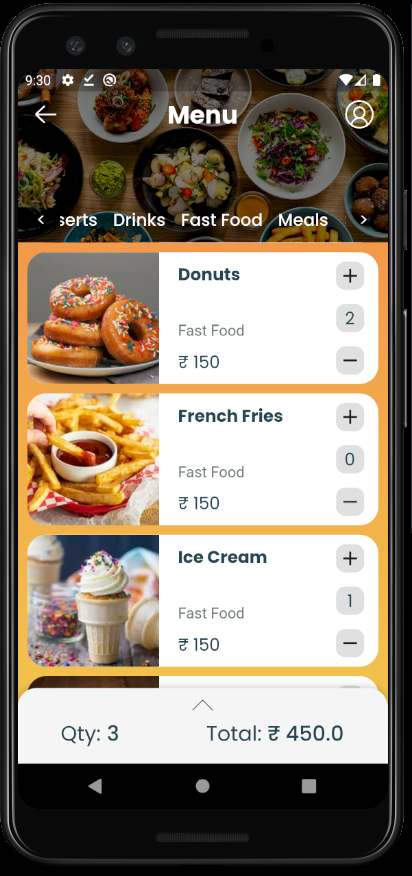 9:30
Menu
serts Drinks Fast Food Meals
Donuts
2
Fast Food
₹ 150
French Fries
0
Fast Food
₹ 150
Ice Cream
1
Fast Food
₹ 150
Qty: 3 Total: ₹ 450.0